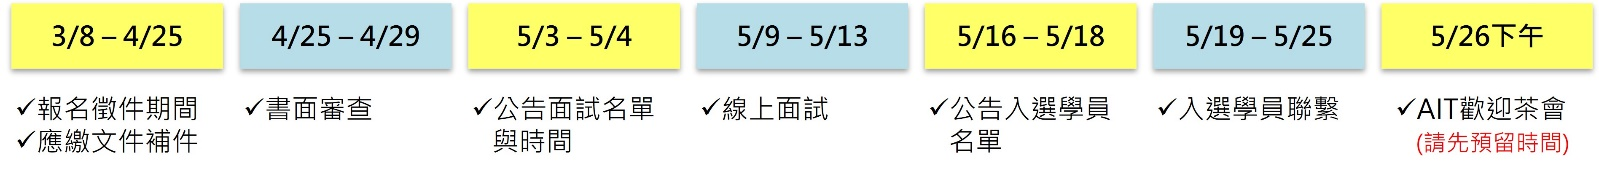 3/8 – 4/25
✓報名徵件期間
✓應繳文件補件
4/25 – 4/29
✓書面審查
5/3 – 5/4
✓公告面試名單
與時間
5/9 – 5/13
✓線上面試
5/16 – 5/18
✓公告入選學員
名單
5/19 – 5/25
✓入選學員聯繫
5/26下午
✓AIT歡迎茶會
(請先預留時間)